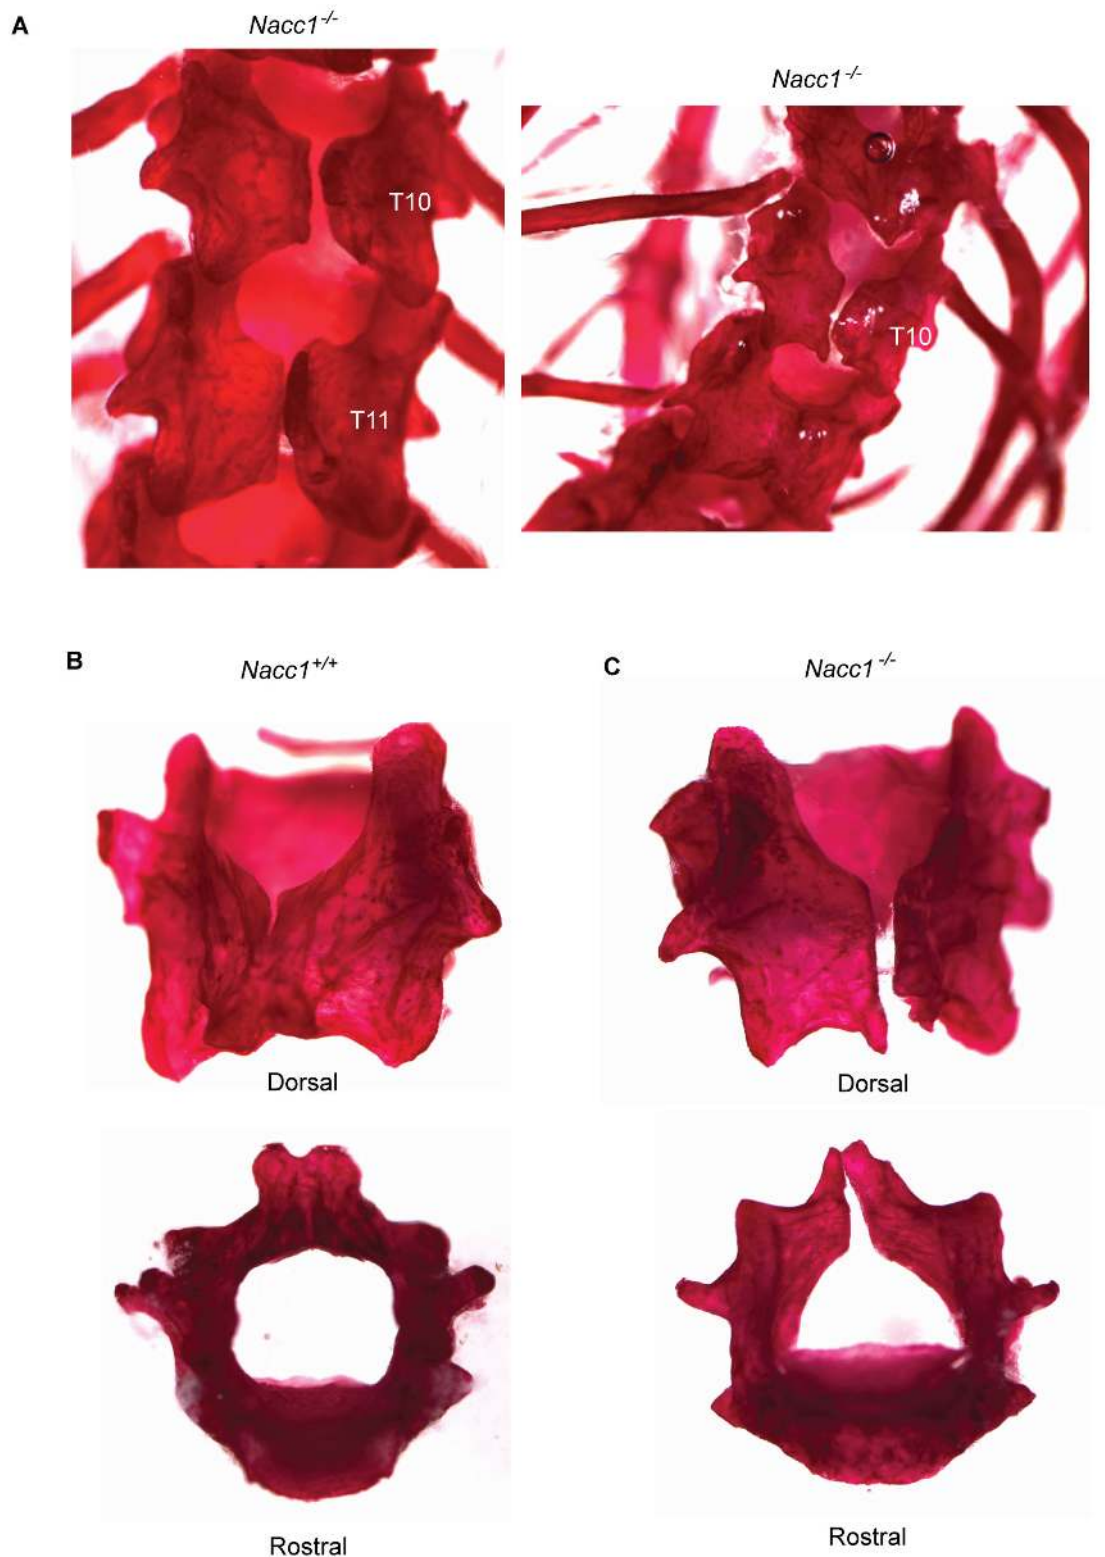 A
Nacc1-/-
Nacc1-/-
T10
T11
T10
B
Nacc1+/+
C
Nacc1-/-
Dorsal
Dorsal
Rostral
Rostral